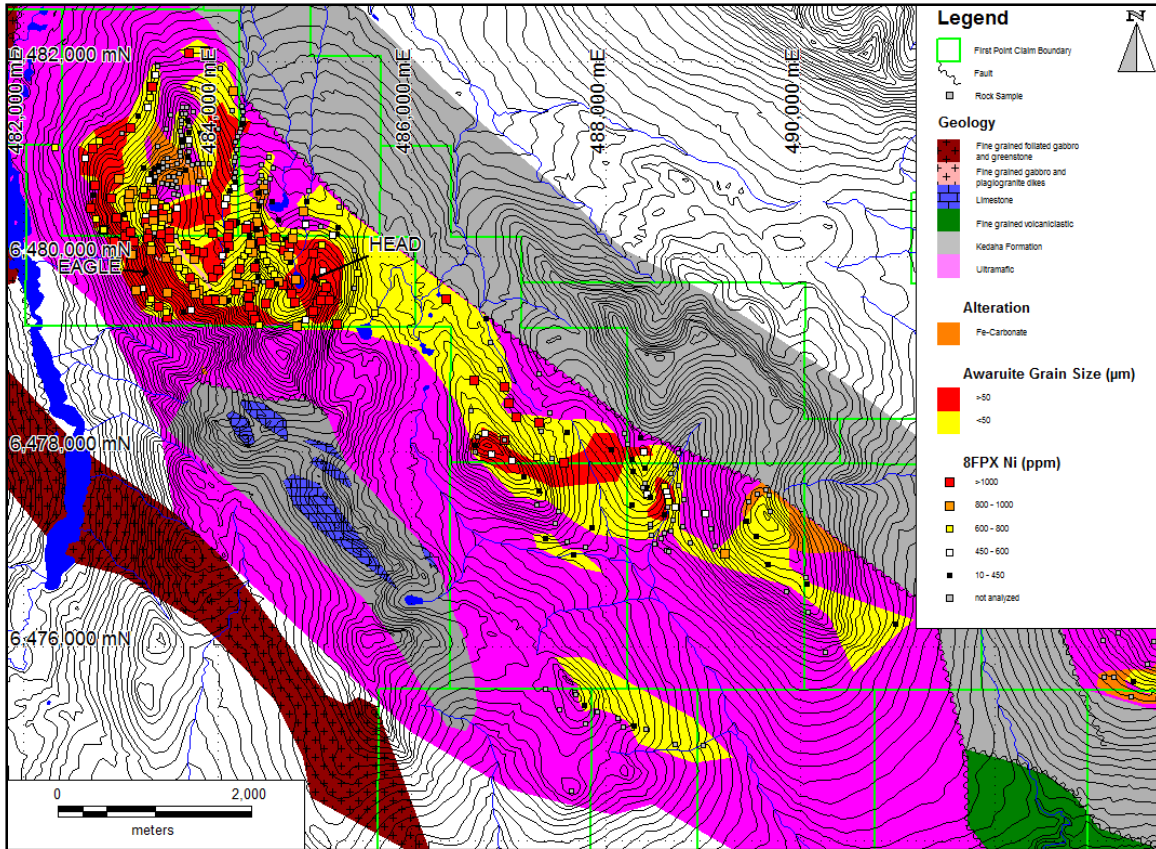 6,482,000 mN
482,000 mE
484,000 mE
486,000 mE
488,000 mE
490,000 mE
6,480,000 mN
EAGLE
HEAD
6,478,000 mN
6,476,000 mN
0 2,000
meters
Legend
N
First Point Claim Boundary
Fault
Rock Sample
Geology
Fine grained foliated gabbro
and greenstone
Fine grained gabbro and
plagiogranite dikes
Limestone
Fine grained volcaniclastic
Kedaha Formation
Ultramafic
Alteration
Fe-Carbonate
Awaruite Grain Size (µm)
>50
<50
8FPX Ni (ppm)
>1000
800 - 1000
600 - 800
450 - 600
10 - 450
not analyzed